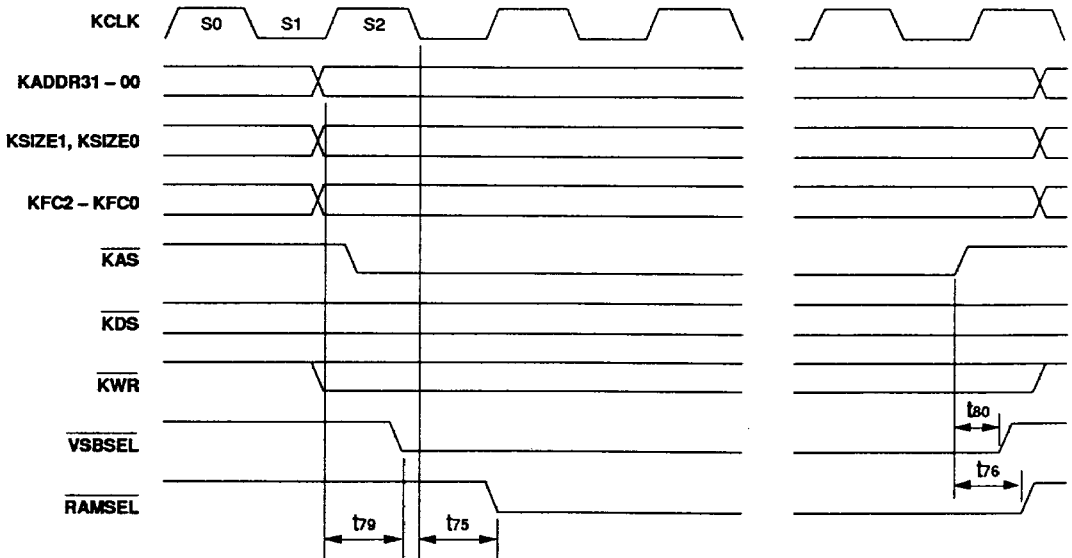 KCLK S0 S1 S2
KADDR31 – 00
KSIZE1, KSIZE0
KFC2 – KFC0
KAS
KDS
KWR
t80
VSBSEL
t76
RAMSEL
t79 t75